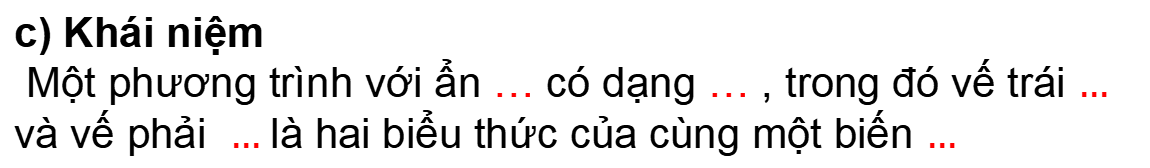 c) Khái niệm
Một phương trình với ẩn ... có dạng ... , trong đó vế trái ...
và vế phải ... là hai biểu thức của cùng một biến ...